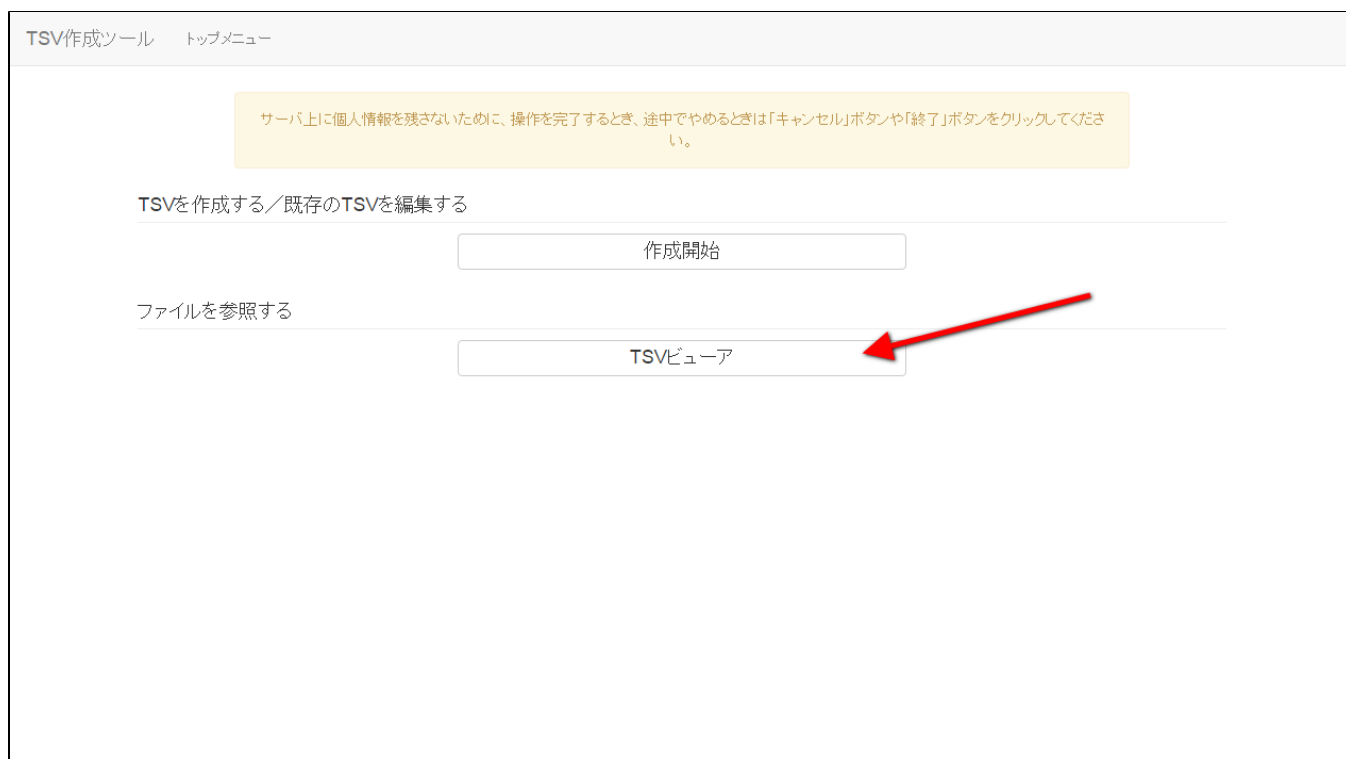 TSV作成ツール トップメニュー
サーバ上に個人情報を残さないために、操作を完了するとき、途中でやめるときは「キャンセル」ボタンや「終了」ボタンをクリックしてくださ
い。
TSVを作成する／既存のTSVを編集する
作成開始
ファイルを参照する
TSVビューア